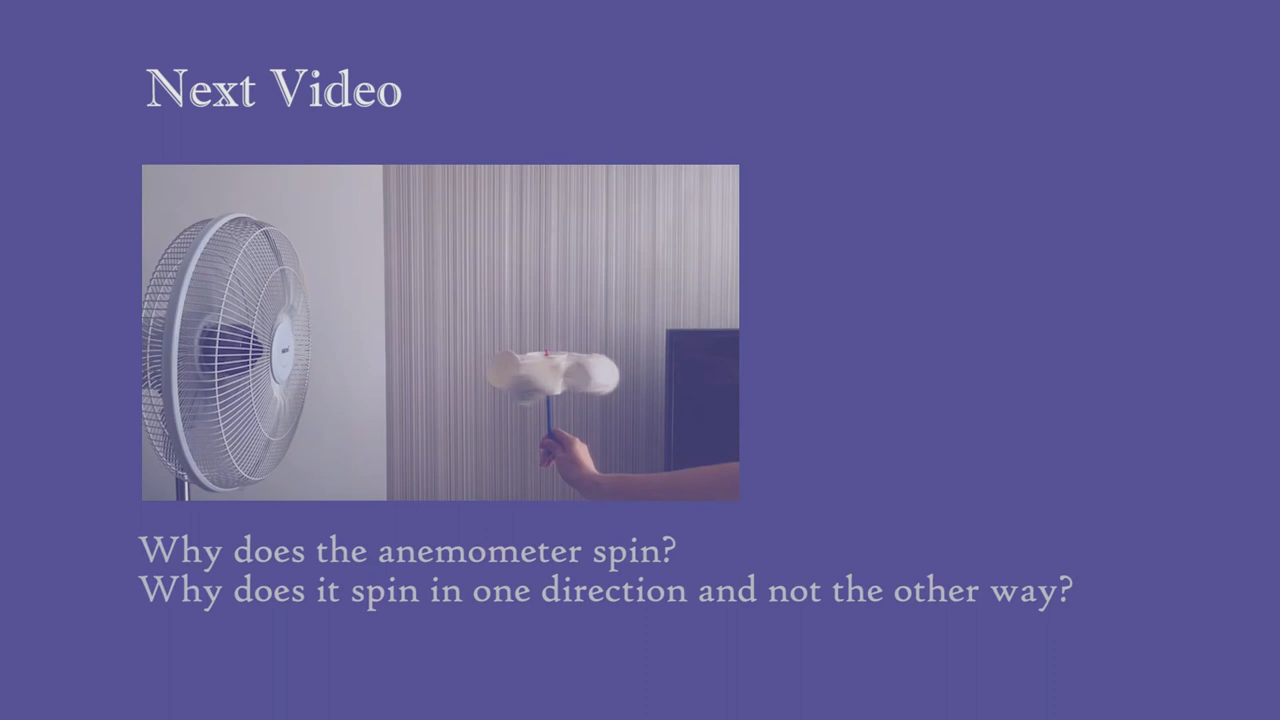 Next Video
Why does the anemometer spin?
Why does it spin in one direction and not the other way?